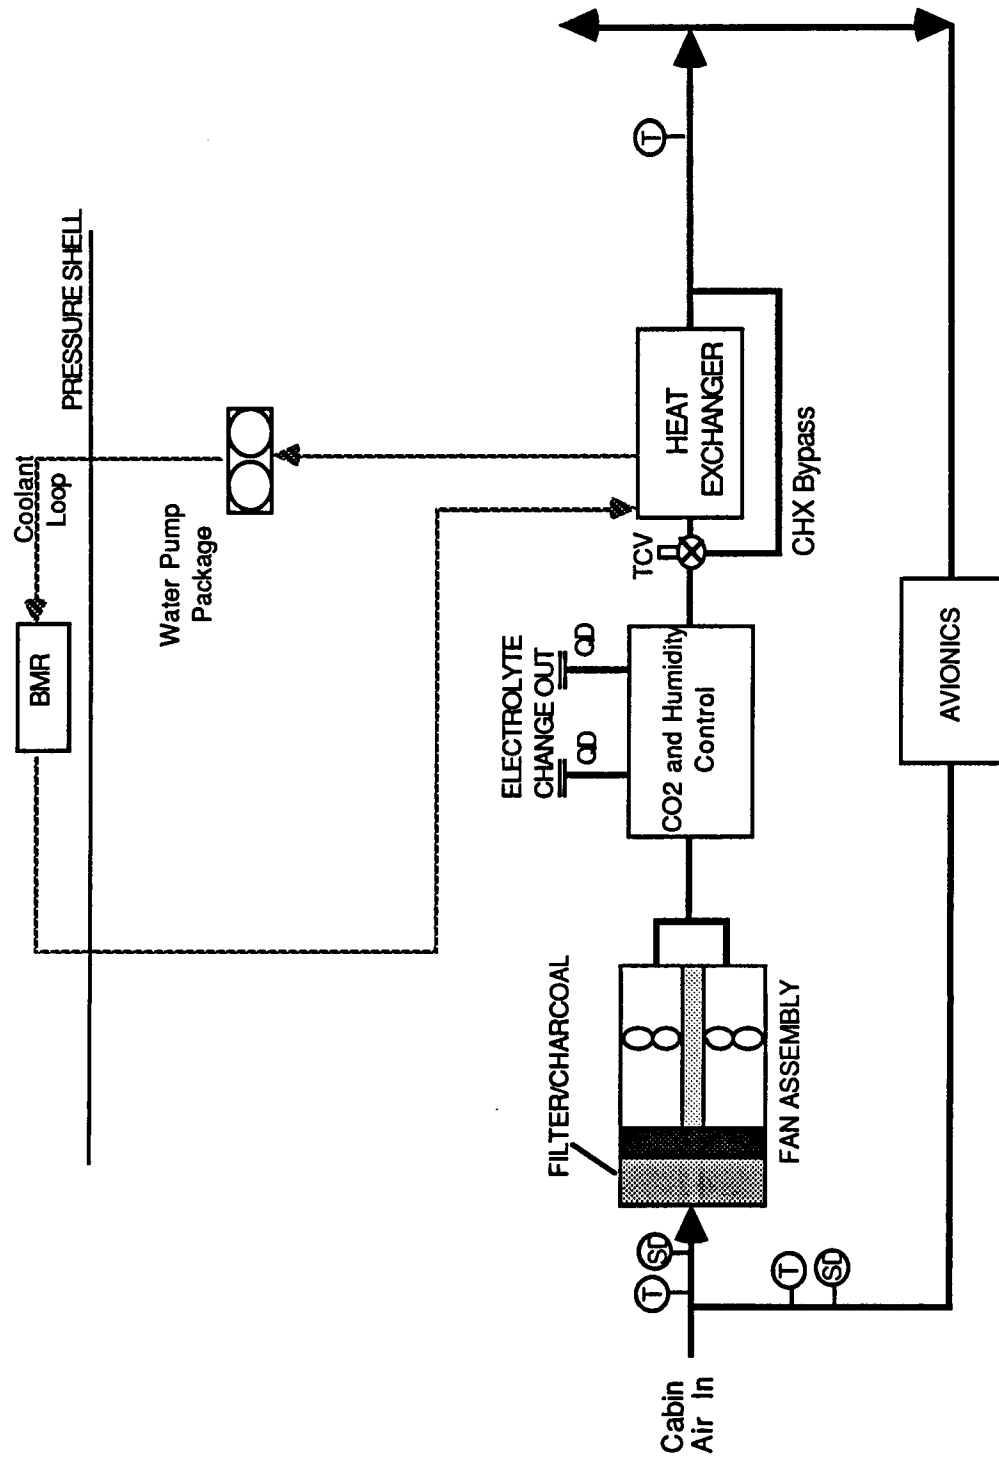 PRESSURE SHELL
Coolant
Loop
BMR
Water Pump
Package
Cabin
Air In
T
SD
T
SD
FILTER/CHARCOAL
FAN ASSEMBLY
ELECTROLYTE
CHANGE OUT
QD
QD
CO2 and Humidity
Control
TCV
HEAT
EXCHANGER
CHX Bypass
T
AVIONICS